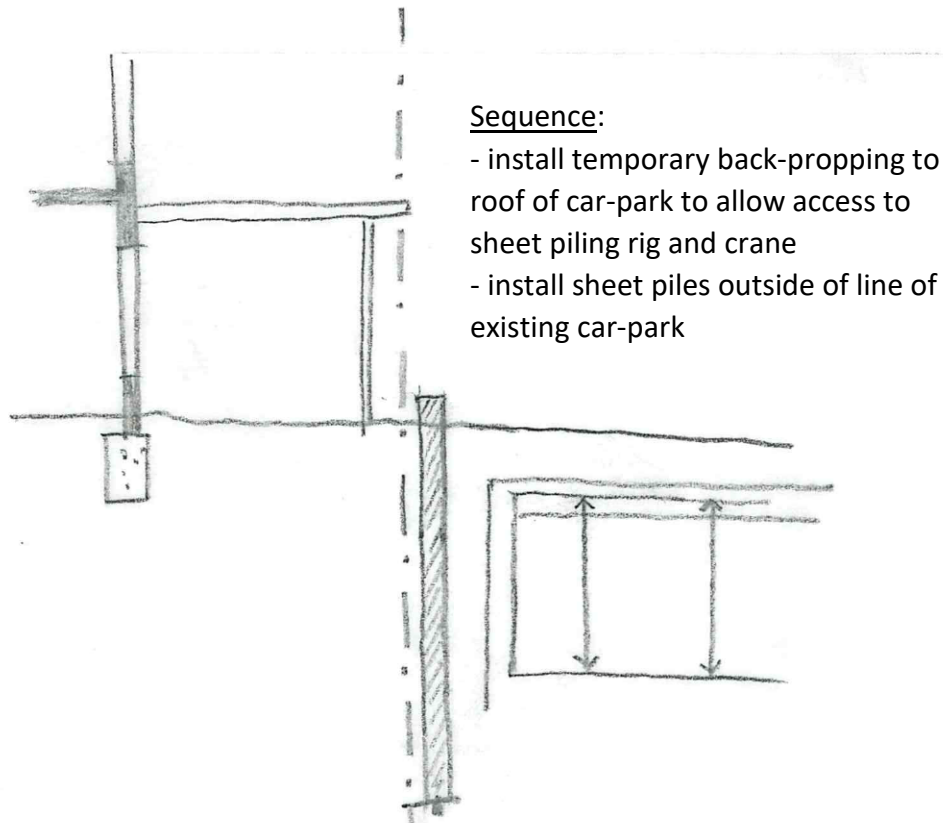 Sequence:
- install temporary back-propping to
roof of car-park to allow access to
sheet piling rig and crane
- install sheet piles outside of line of
existing car-park